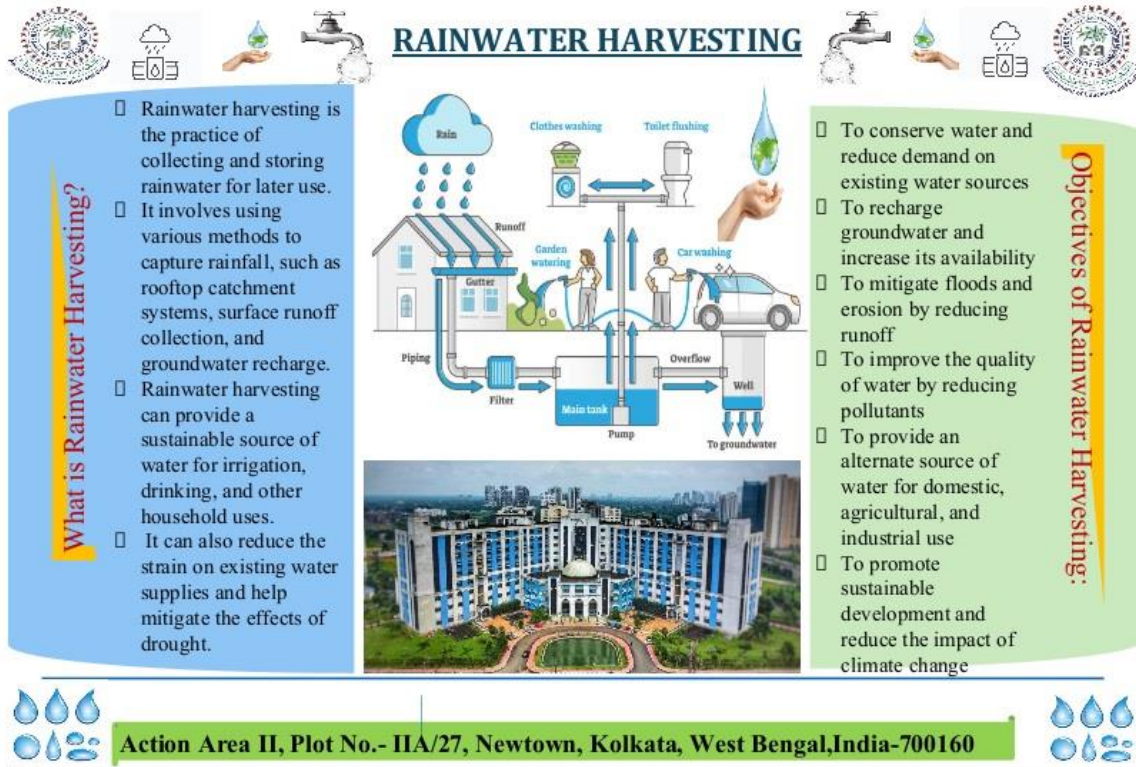 RAINWATER HARVESTING
What is Rainwater Harvesting?
Rainwater harvesting is
the practice of
collecting and storing
rainwater for later use.
It involves using
various methods to
capture rainfall, such as
rooftop catchment
systems, surface runoff
collection, and
groundwater recharge.
Rainwater harvesting
can provide a
sustainable source of
water for irrigation,
drinking, and other
household uses.
It can also reduce the
strain on existing water
supplies and help
mitigate the effects of
drought.
Rain
Clothes washing
Toilet flushing
Runoff
Garden
watering
Car washing
Gutter
Piping
Filter
Main tank
Pump
Overflow
Well
To groundwater
Objectives of Rainwater Harvesting:
To conserve water and
reduce demand on
existing water sources
To recharge
groundwater and
increase its availability
To mitigate floods and
erosion by reducing
runoff
To improve the quality
of water by reducing
pollutants
To provide an
alternate source of
water for domestic,
agricultural, and
industrial use
To promote
sustainable
development and
reduce the impact of
climate change
Action Area II, Plot No.- IIA/27, Newtown, Kolkata, West Bengal,India-700160